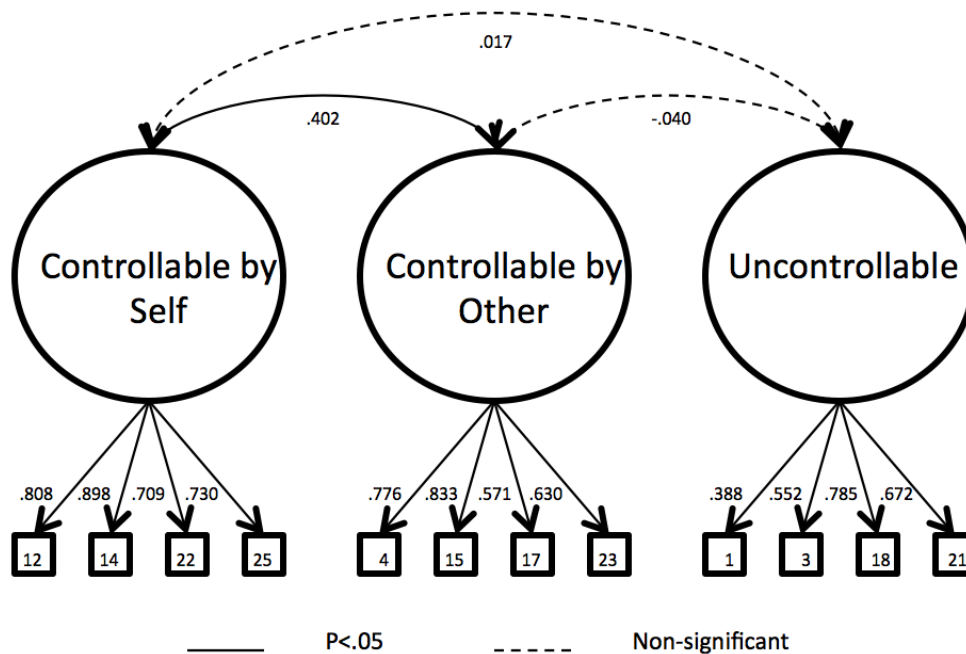 .017
.402
-.040
Controllable by
Self
Controllable by
Other
Uncontrollable
.808 .898 .709 .730
.776 .833 .571 .630
.388 .552 .785 .672
12 14 22 25
4 15 17 23
1 3 18 21
P<.05
Non-significant